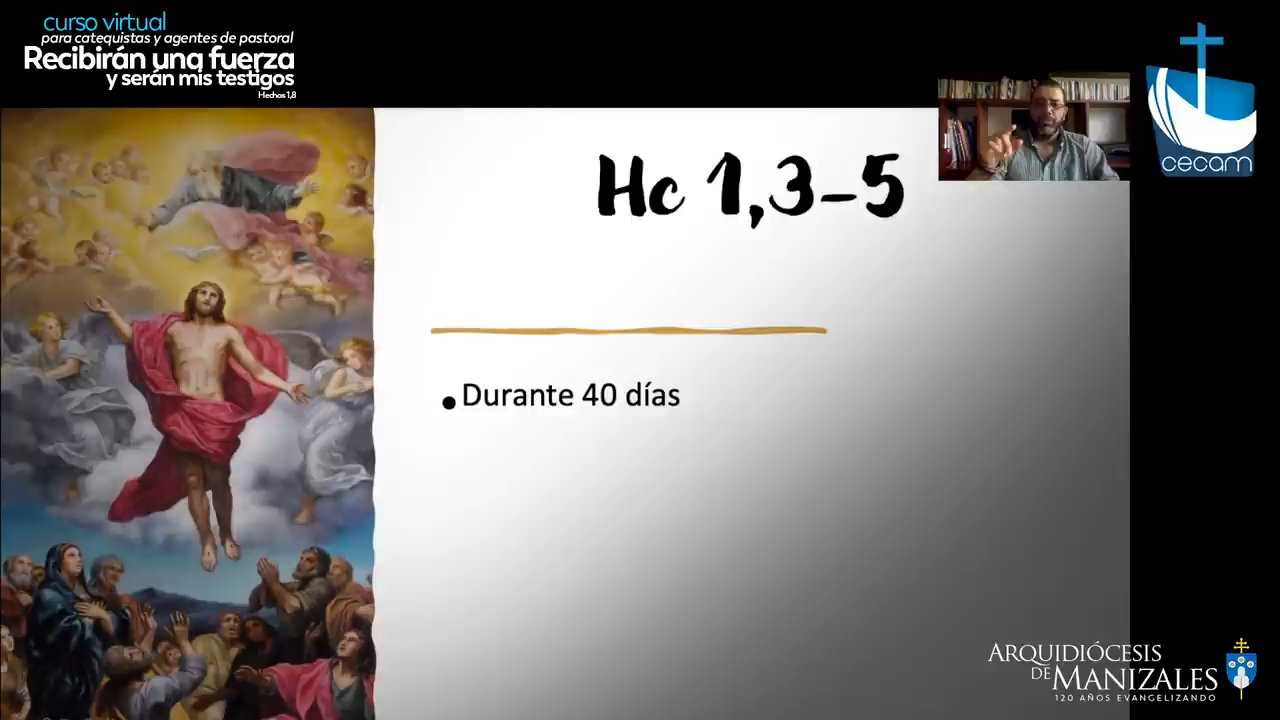 curso virtual
para catequistas y agentes de pastoral
Recibirán una fuerza
y serán mis testigos
Hechos 1,8
cecam
Hc 1,3-5
Durante 40 días
ARQUIDIÓCESIS
DE MANIZALES
120 AÑOS EVANGELIZANDO